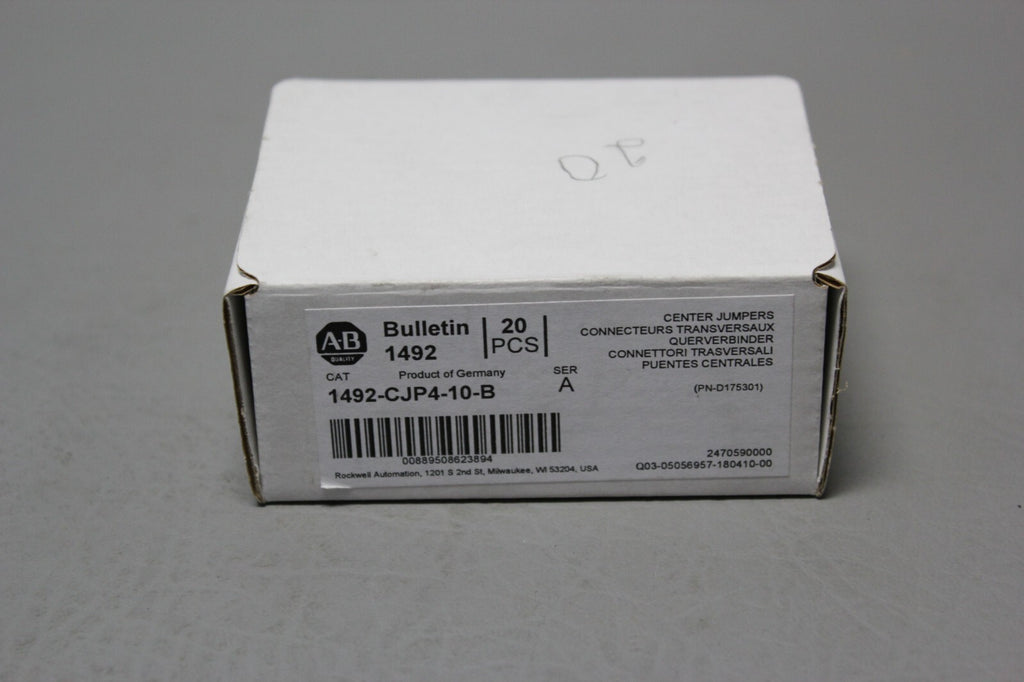 A-B
QUALITY
Bulletin
1492
20
PCS
CENTER JUMPERS
CONNECTEURS TRANSVERSAUX
QUERVERBINDER
CONNETTORI TRASVERSALI
PUENTES CENTRALES
CAT
Product of Germany
SER
A
1492-CJP4-10-B
(PN-D175301)
00889508623894
2470590000
Q03-05056957-180410-00
Rockwell Automation, 1201 S 2nd St, Milwaukee, WI 53204, USA